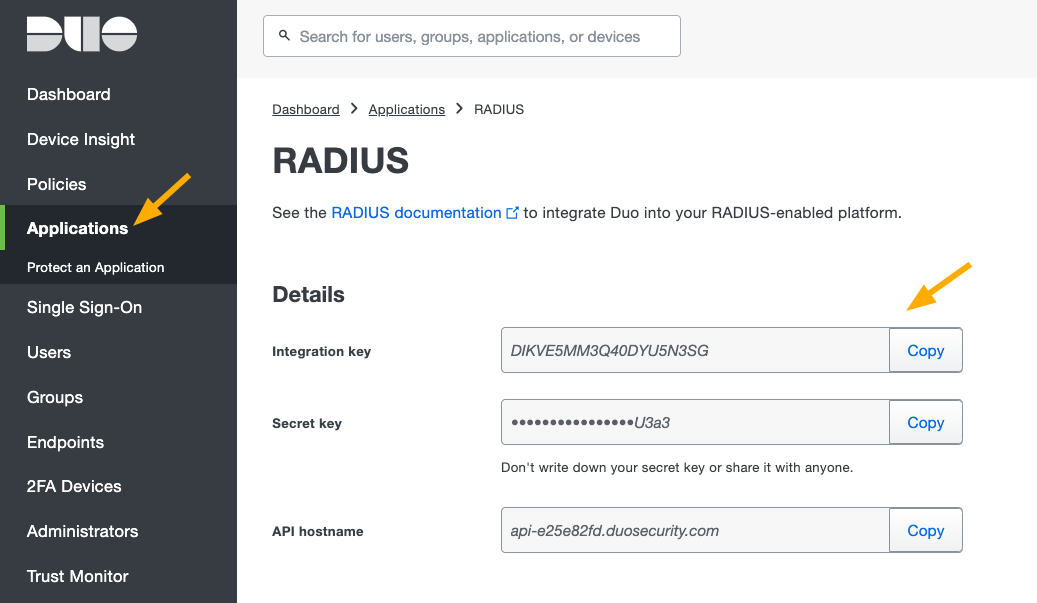 DUO
Search for users, groups, applications, or devices
Dashboard
Device Insight
Policies
Applications
Protect an Application
Single Sign-On
Users
Groups
Endpoints
2FA Devices
Administrators
Trust Monitor
Dashboard > Applications > RADIUS
RADIUS
See the RADIUS documentation to integrate Duo into your RADIUS-enabled platform.
Details
Integration key DIKVE5MM3Q40DYU5N3SG Copy
Secret key ••••••••••••••••U3a3 Copy
Don't write down your secret key or share it with anyone.
API hostname api-e25e82fd.duosecurity.com Copy